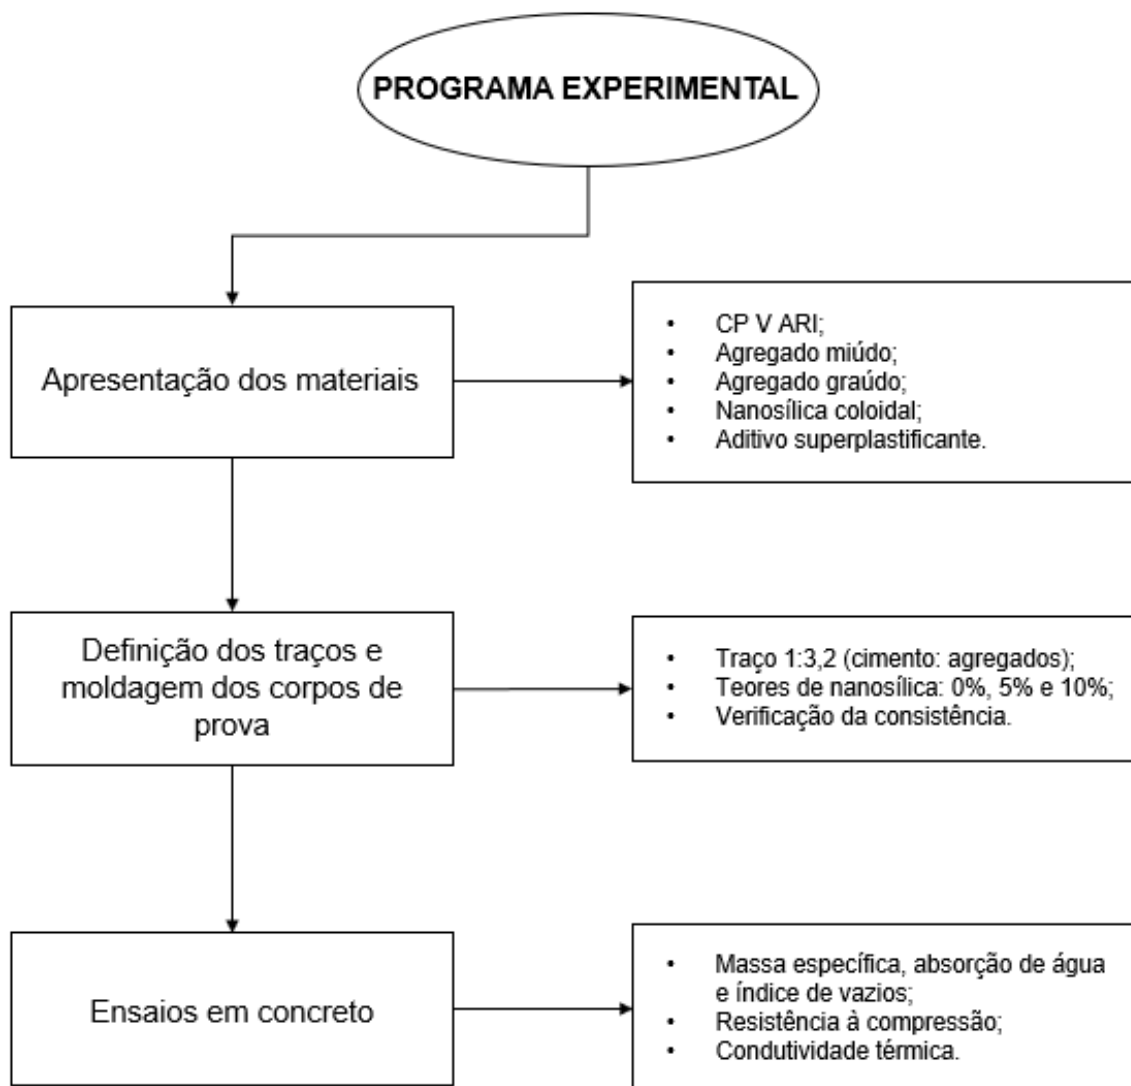 PROGRAMA EXPERIMENTAL
Apresentação dos materiais
• CP V ARI;
• Agregado miúdo;
• Agregado graúdo;
• Nanosílica coloidal;
• Aditivo superplastificante.
Definição dos traços e
moldagem dos corpos de
prova
• Traço 1:3,2 (cimento: agregados);
• Teores de nanosílica: 0%, 5% e 10%;
• Verificação da consistência.
Ensaios em concreto
• Massa específica, absorção de água
e índice de vazios;
• Resistência à compressão;
• Condutividade térmica.